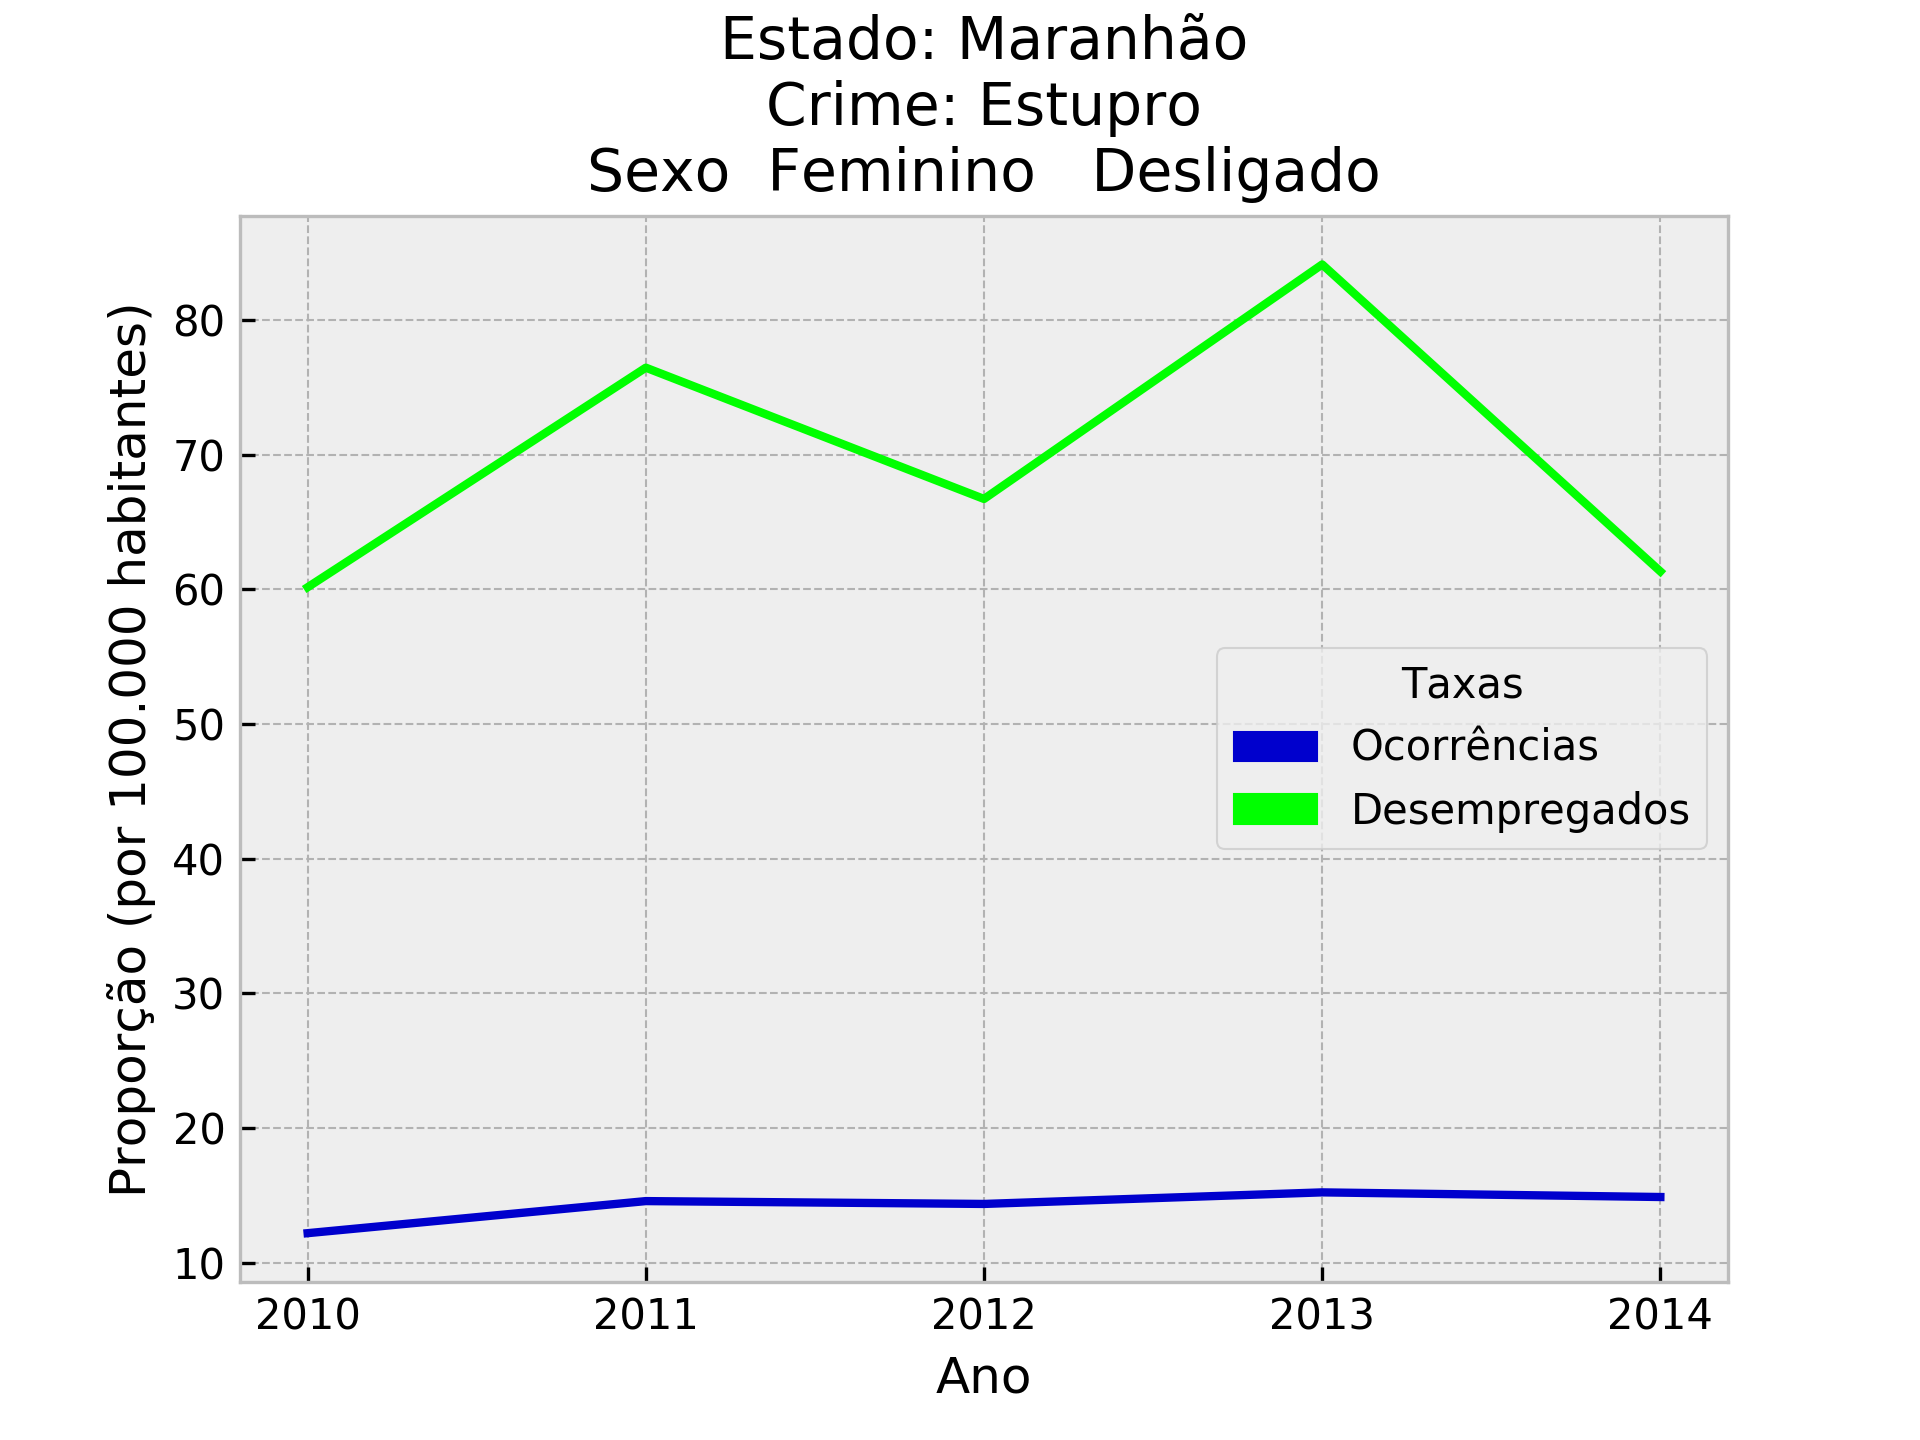 Estado: Maranhão
Crime: Estupro
Sexo  Feminino   Desligado
Proporção (por 100.000 habitantes)
80
70
60
50
40
30
20
10
Taxas
Ocorrências
Desempregados
2010 2011 2012 2013 2014
Ano